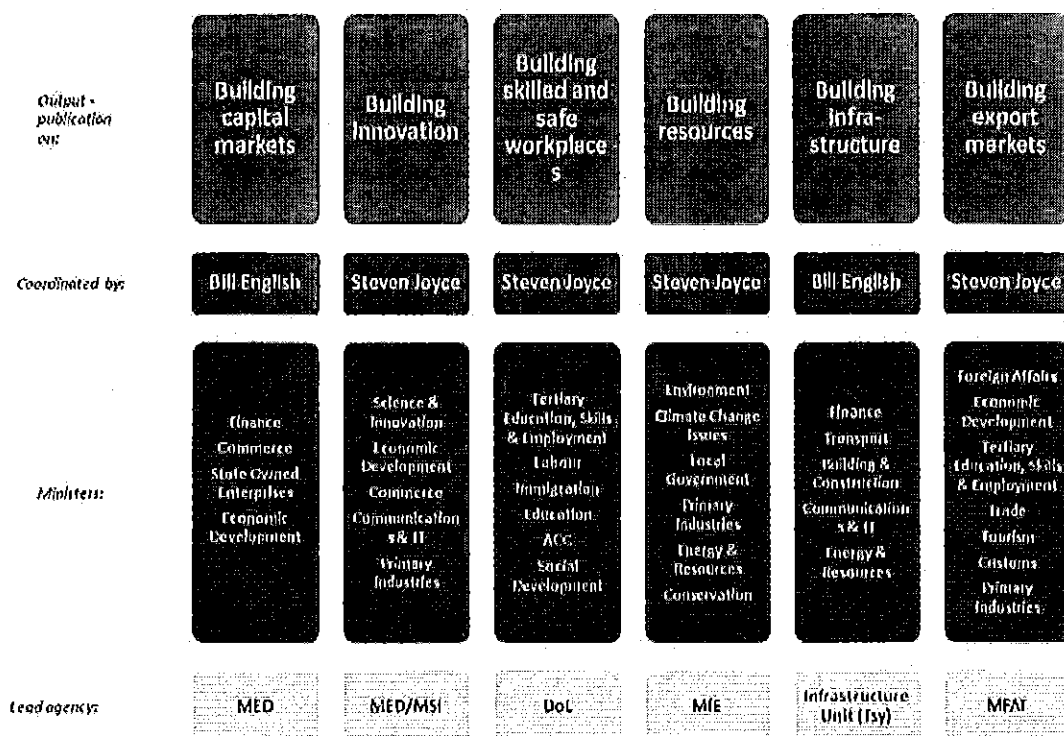 Output -
publication
on:
Building
capital
markets
Building
innovation
Building
skilled and
safe
workplace
s
Building
resources
Building
infra-
structure
Building
export
markets
Coordinated by:
Bill English
Steven Joyce
Steven Joyce
Steven Joyce
Bill English
Steven Joyce
Ministers:
Finance
Commerce
State Owned
Enterprises
Economic
Development
Science &
Innovation
Economic
Development
Commerce
Communication
s & IT
Primary
Industries
Tertiary
Education, Skills
& Employment
Labour
Immigration
Education
ACC
Social
Development
Environment
Climate Change
Issues
Local
Government
Primary
Industries
Energy &
Resources
Conservation
Finance
Transport
Building &
Construction
Communication
s & IT
Energy &
Resources
Foreign Affairs
Economic
Development
Tertiary
Education, Skills
& Employment
Trade
Tourism
Customs
Primary
Industries
Lead agency:
MED
MED/MSI
DoL
MfE
Infrastructure
Unit (Tsy)
MFAT